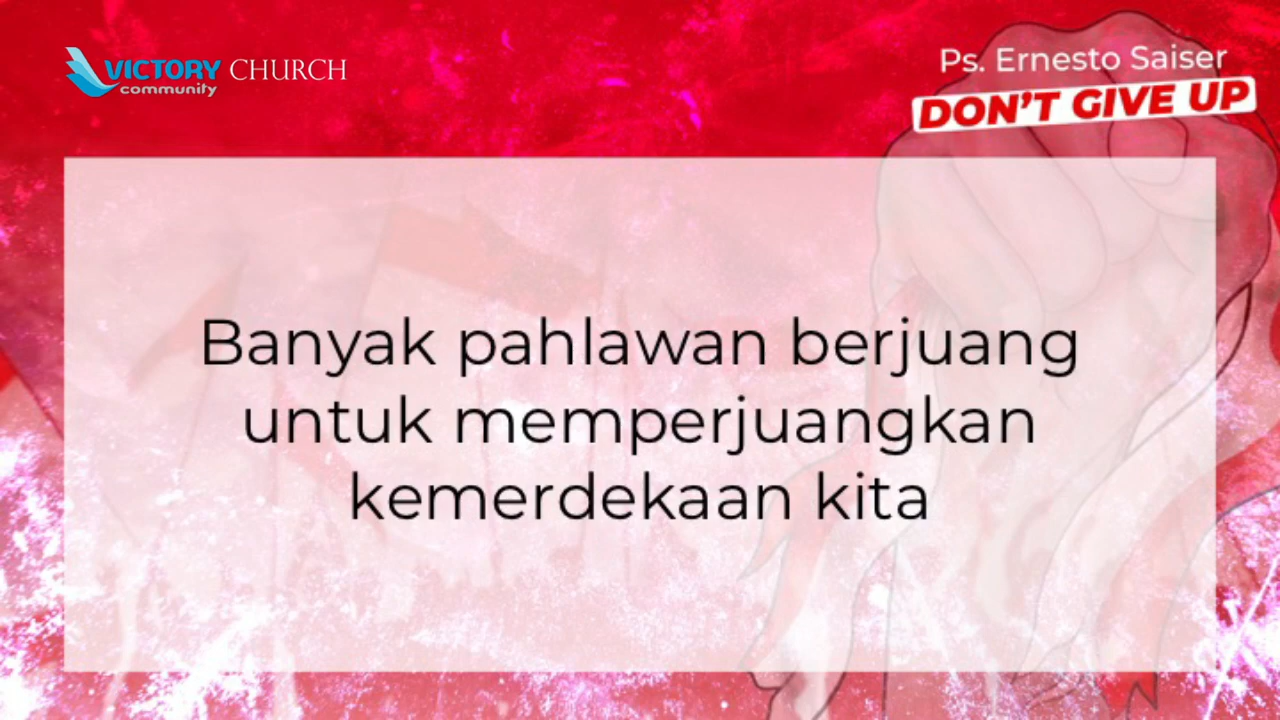 VICTORY CHURCH
community
Ps. Ernesto Saiser
DON'T GIVE UP
Banyak pahlawan berjuang
untuk memperjuangkan
kemerdekaan kita